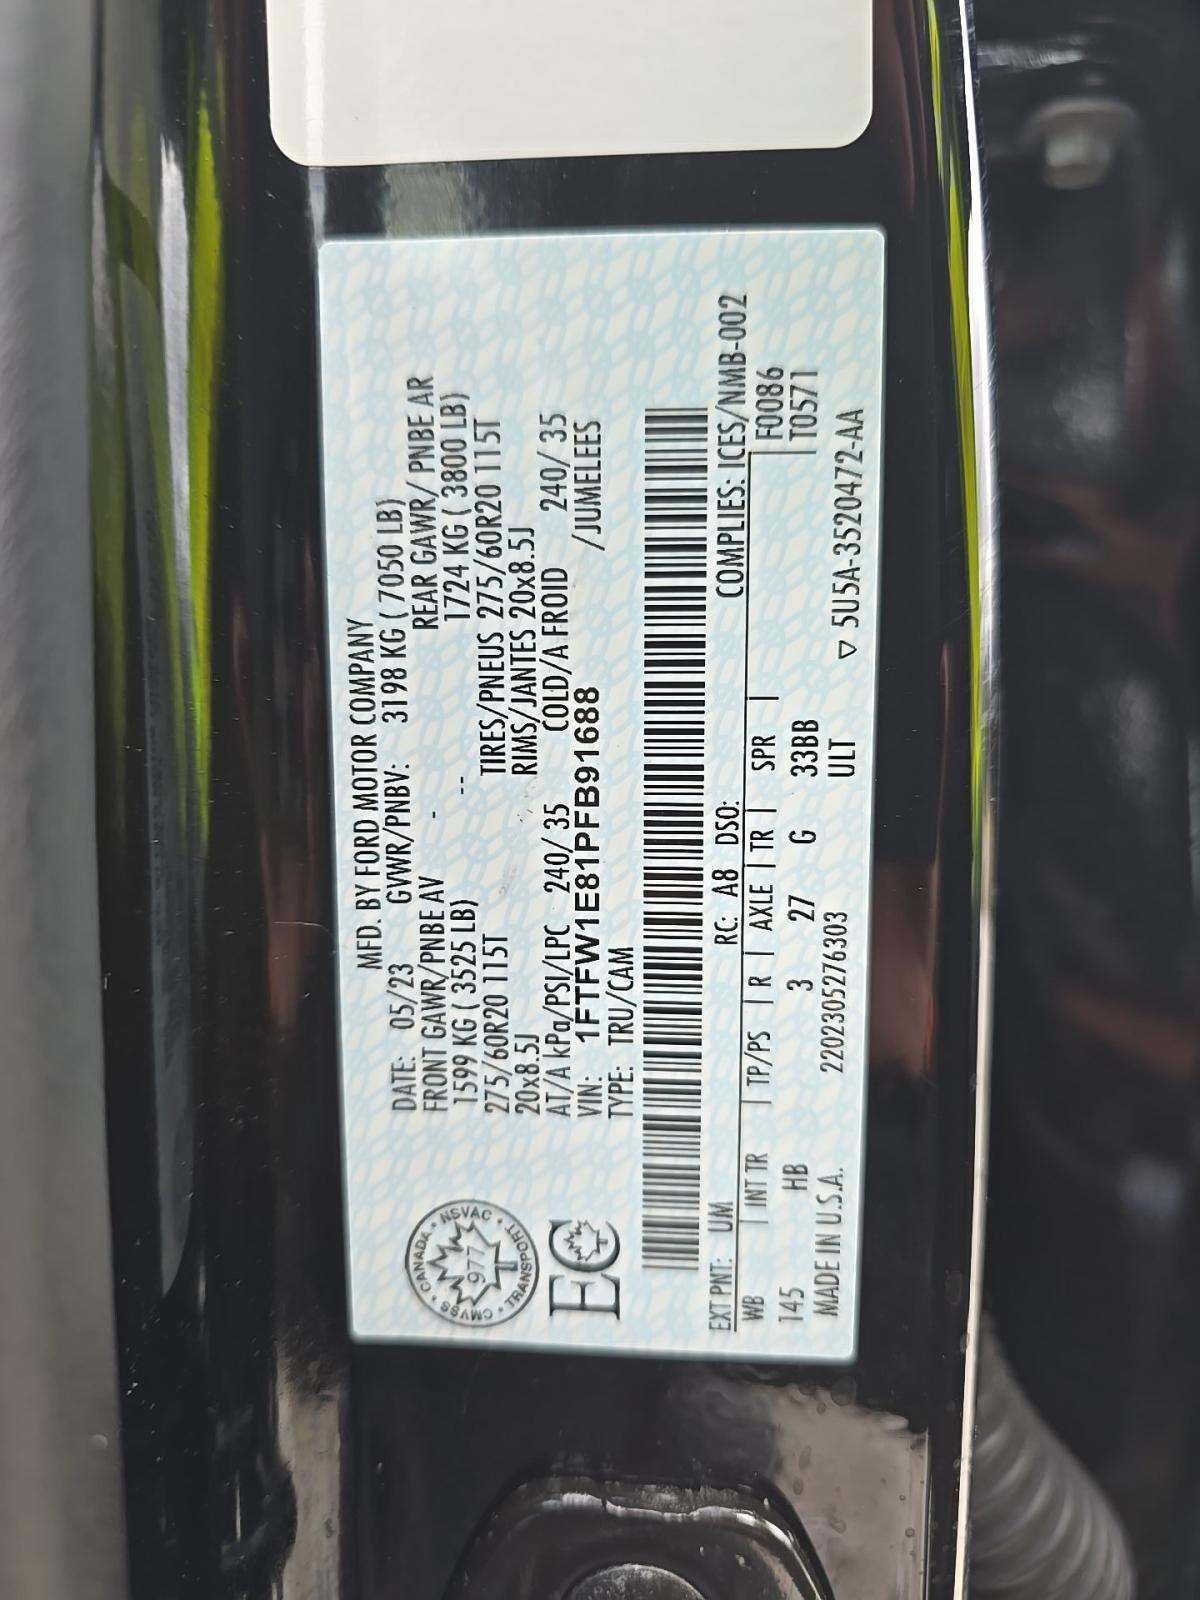 MFD. BY FORD MOTOR COMPANY
DATE: 05/23 GVWR/PNBV: 3198 KG ( 7050 LB)
FRONT GAWR/PNBE AV - REAR GAWR/ PNBE AR
1599 KG ( 3525 LB) -- 1724 KG ( 3800 LB)
275/60R20 115T TIRES/PNEUS 275/60R20 115T
20x8.5J RIMS/JANTES 20x8.5J
AT/A kPa/PSI/LPC 240/ 35 COLD/A FROID 240/ 35
VIN: 1FTFW1E81PFB91688 /JUMELEES
TYPE: TRU/CAM
CANADA • NSVAC • TRANSPORT • CMVSS
977
EC
EXT PNT: UM RC: A8 DSO: COMPLIES: ICES/NMB-002
WB | INT TR | TP/PS | R | AXLE | TR | SPR | F0086
145 HB 3 27 G 33BB T0571
MADE IN U.S.A. 2202305276303 ULT ▽ 5U5A-3520472-AA